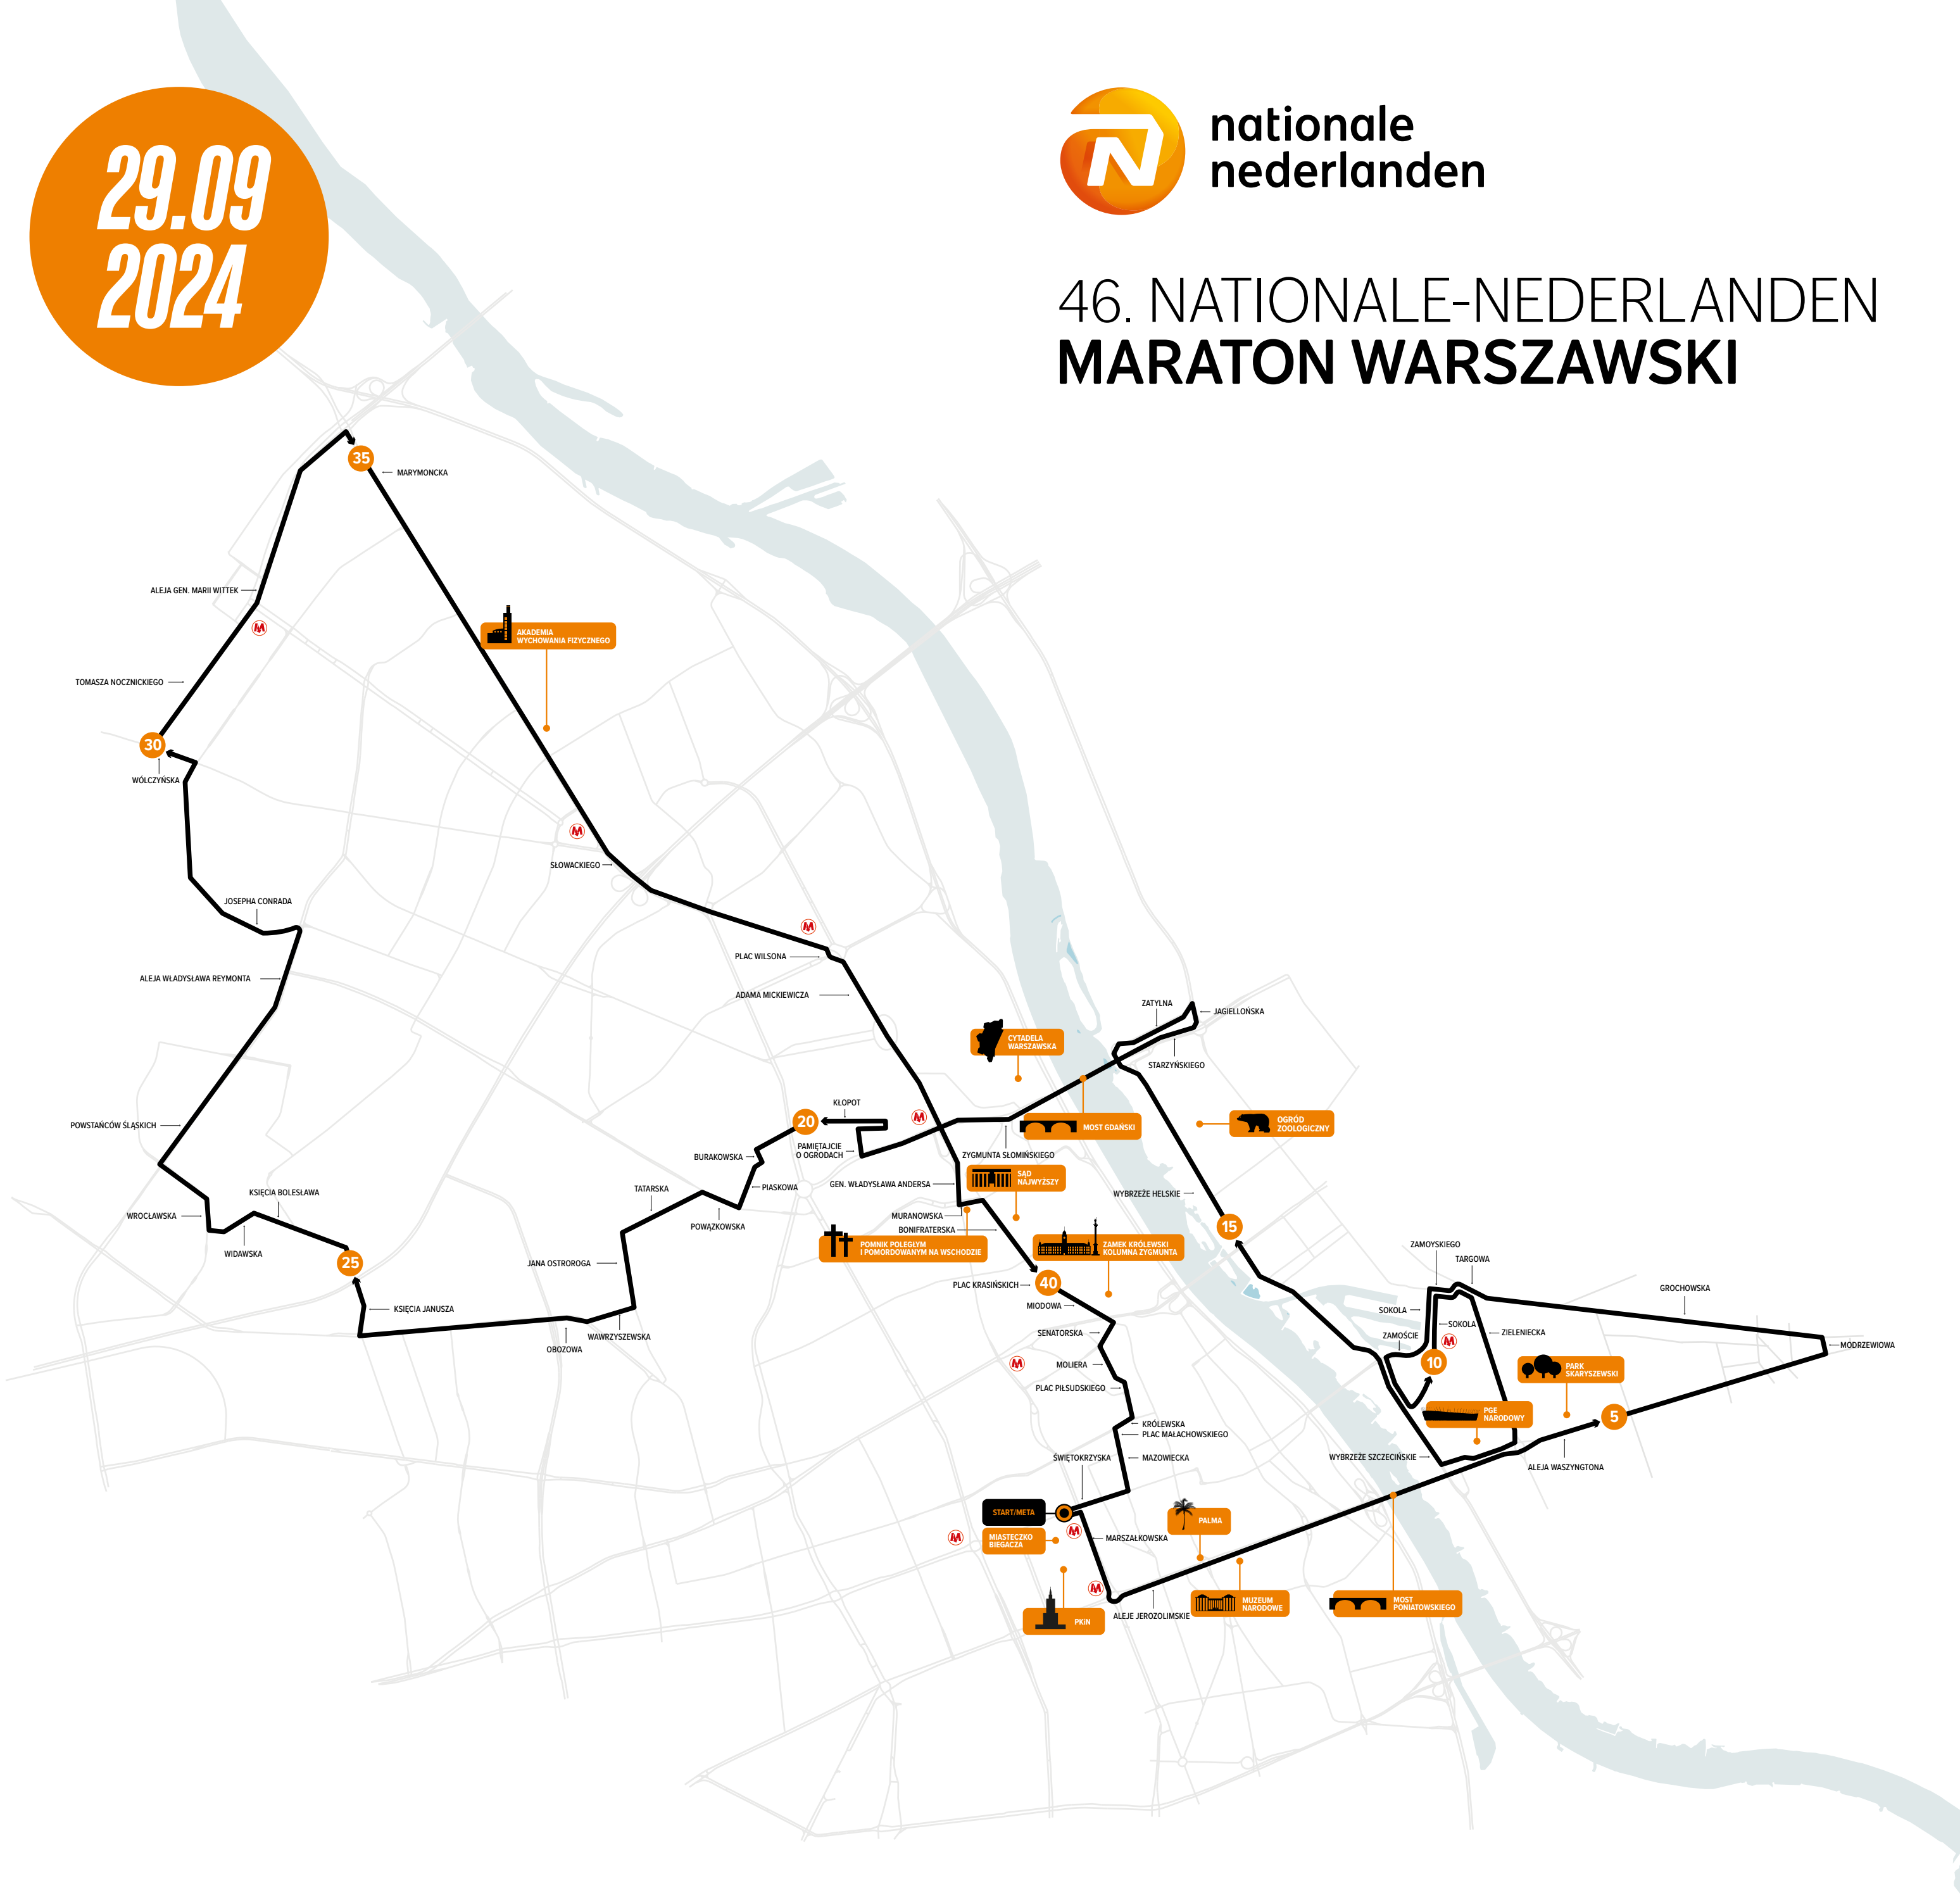 29.09
2024
nationale
nederlanden
46. NATIONALE-NEDERLANDEN
MARATON WARSZAWSKI
35
MARYMONCKA
ALEJA GEN. MARII WITTEK
AKADEMIA
WYCHOWANIA FIZYCZNEGO
TOMASZA NOCZNICKIEGO
30
WÓLCZYŃSKA
SŁOWACKIEGO
JOSEPHA CONRADA
PLAC WILSONA
ALEJA WŁADYSŁAWA REYMONTA
ADAMA MICKIEWICZA
ZATYLNA
JAGIELLOŃSKA
CYTADELA
WARSZAWSKA
STARZYŃSKIEGO
KŁOPOT
20
POWSTAŃCÓW ŚLĄSKICH
MOST GDAŃSKI
OGRÓD
ZOOLOGICZNY
PAMIĘTAJCIE
O OGRODACH
BURAKOWSKA
ZYGMUNTA SŁOMIŃSKIEGO
SĄD
NAJWYŻSZY
GEN. WŁADYSŁAWA ANDERSA
PIASKOWA
TATARSKA
KSIĘCIA BOLESŁAWA
WYBRZEŻE HELSKIE
WROCŁAWSKA
MURANOWSKA
POWĄZKOWSKA
BONIFRATERSKA
15
WIDAWSKA
POMNIK POLEGŁYM
I POMORDOWANYM NA WSCHODZIE
ZAMEK KRÓLEWSKI
KOLUMNA ZYGMUNTA
ZAMOYSKIEGO
TARGOWA
25
JANA OSTROROGA
PLAC KRASIŃSKICH
40
GROCHOWSKA
MIODOWA
KSIĘCIA JANUSZA
SOKOLA
SOKOLA
WAWRZYSZEWSKA
SENATORSKA
ZAMOŚCIE
ZIELENIECKA
OBOZOWA
MODRZEWIOWA
10
MOLIERA
PARK
SKARYSZEWSKI
PLAC PIŁSUDSKIEGO
PGE
NARODOWY
5
KRÓLEWSKA
PLAC MAŁACHOWSKIEGO
ŚWIĘTOKRZYSKA
MAZOWIECKA
WYBRZEŻE SZCZECIŃSKIE
ALEJA WASZYNGTONA
START/META
PALMA
MIASTECZKO
BIEGACZA
MARSZAŁKOWSKA
MUZEUM
NARODOWE
MOST
PONIATOWSKIEGO
ALEJE JEROZOLIMSKIE
PKiN